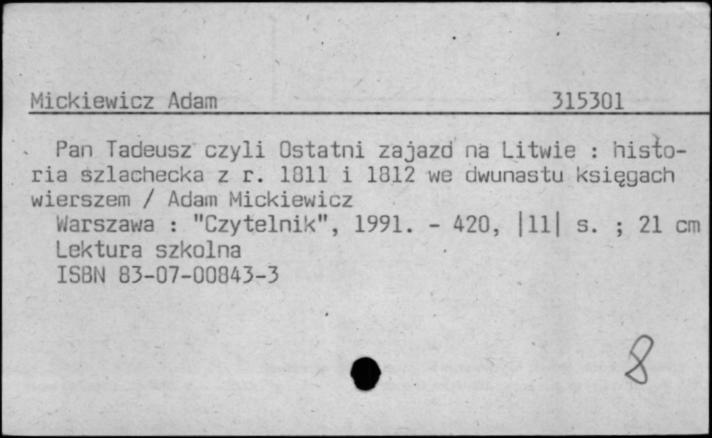 Mickiewicz Adam 315301
Pan Tadeusz czyli Ostatni zajazd na Litwie : histo-
ria szlachecka z r. 1811 i 1812 we dwunastu księgach
wierszem / Adam Mickiewicz
Warszawa : "Czytelnik", 1991. - 420, |11| s. ; 21 cm
Lektura szkolna
ISBN 83-07-00843-3
8